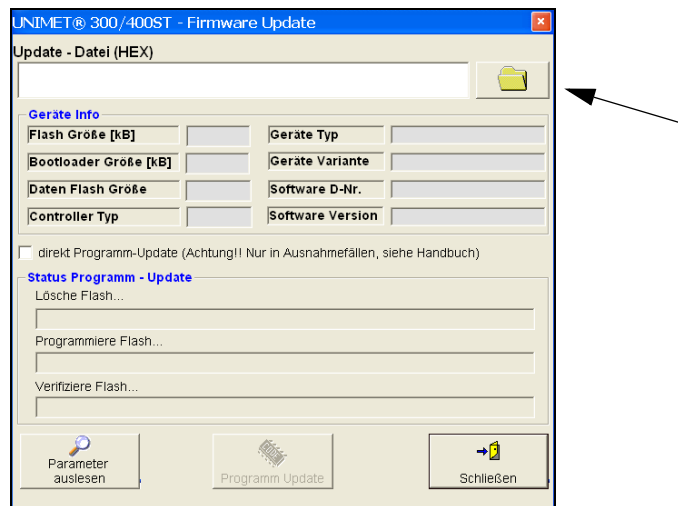 UNIMET® 300/400ST - Firmware Update
Update - Datei (HEX)
Geräte Info
Flash Größe [kB]
Geräte Typ
Bootloader Größe [kB]
Geräte Variante
Daten Flash Größe
Software D-Nr.
Controller Typ
Software Version
direkt Programm-Update (Achtung!! Nur in Ausnahmefällen, siehe Handbuch)
Status Programm - Update
Lösche Flash...
Programmiere Flash...
Verifiziere Flash...
Parameter
auslesen
Programm Update
Schließen